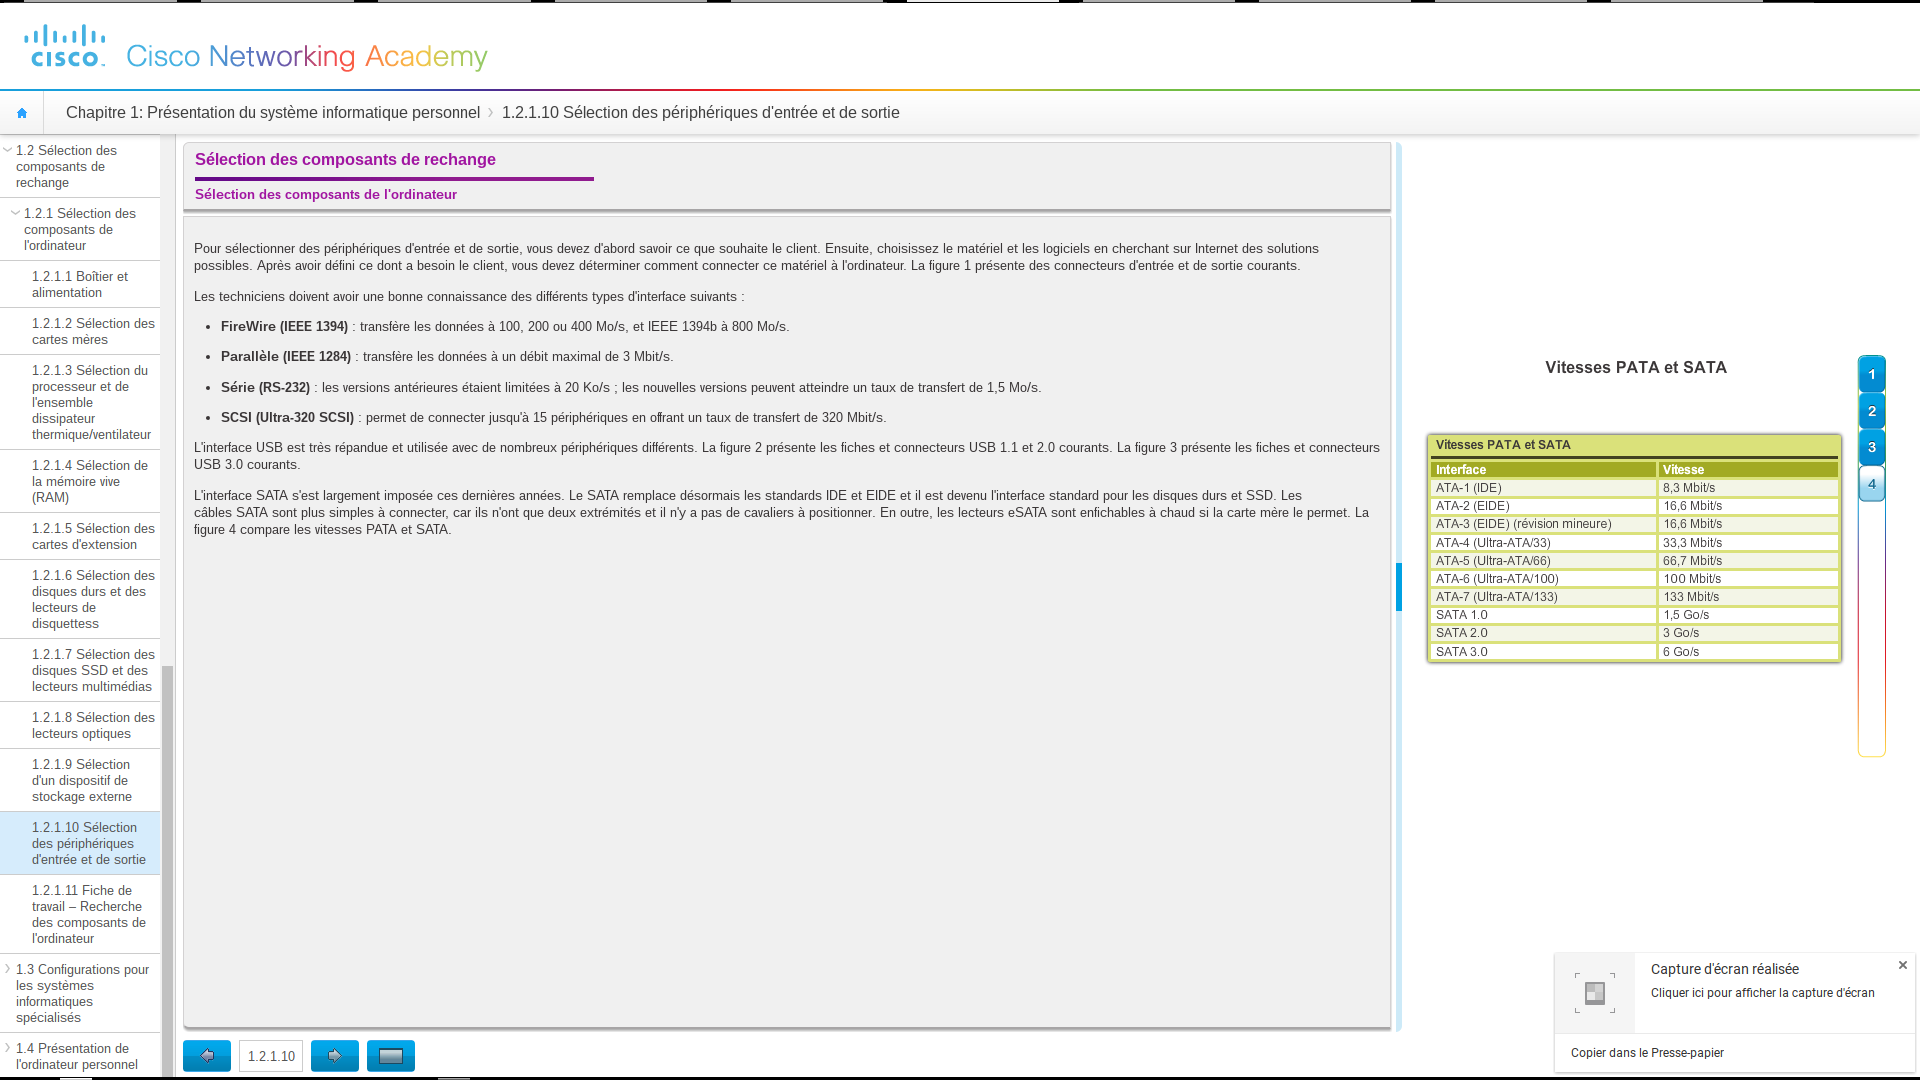 cisco.
Cisco Networking Academy
Chapitre 1: Présentation du système informatique personnel
1.2.1.10 Sélection des périphériques d'entrée et de sortie
1.2 Sélection des
composants de
rechange
1.2.1 Sélection des
composants de
l'ordinateur
1.2.1.1 Boîtier et
alimentation
1.2.1.2 Sélection des
cartes mères
1.2.1.3 Sélection du
processeur et de
l'ensemble
dissipateur
thermique/ventilateur
1.2.1.4 Sélection de
la mémoire vive
(RAM)
1.2.1.5 Sélection des
cartes d'extension
1.2.1.6 Sélection des
disques durs et des
lecteurs de
disquettess
1.2.1.7 Sélection des
disques SSD et des
lecteurs multimédias
1.2.1.8 Sélection des
lecteurs optiques
1.2.1.9 Sélection
d'un dispositif de
stockage externe
1.2.1.10 Sélection
des périphériques
d'entrée et de sortie
1.2.1.11 Fiche de
travail – Recherche
des composants de
l'ordinateur
1.3 Configurations pour
les systèmes
informatiques
spécialisés
1.4 Présentation de
l'ordinateur personnel
Sélection des composants de rechange
Sélection des composants de l'ordinateur
Pour sélectionner des périphériques d'entrée et de sortie, vous devez d'abord savoir ce que souhaite le client. Ensuite, choisissez le matériel et les logiciels en cherchant sur Internet des solutions
possibles. Après avoir défini ce dont a besoin le client, vous devez déterminer comment connecter ce matériel à l'ordinateur. La figure 1 présente des connecteurs d'entrée et de sortie courants.
Les techniciens doivent avoir une bonne connaissance des différents types d'interface suivants :
• FireWire (IEEE 1394) : transfère les données à 100, 200 ou 400 Mo/s, et IEEE 1394b à 800 Mo/s.
• Parallèle (IEEE 1284) : transfère les données à un débit maximal de 3 Mbit/s.
• Série (RS-232) : les versions antérieures étaient limitées à 20 Ko/s ; les nouvelles versions peuvent atteindre un taux de transfert de 1,5 Mo/s.
• SCSI (Ultra-320 SCSI) : permet de connecter jusqu'à 15 périphériques en offrant un taux de transfert de 320 Mbit/s.
L'interface USB est très répandue et utilisée avec de nombreux périphériques différents. La figure 2 présente les fiches et connecteurs USB 1.1 et 2.0 courants. La figure 3 présente les fiches et connecteurs
USB 3.0 courants.
L'interface SATA s'est largement imposée ces dernières années. Le SATA remplace désormais les standards IDE et EIDE et il est devenu l'interface standard pour les disques durs et SSD. Les
câbles SATA sont plus simples à connecter, car ils n'ont que deux extrémités et il n'y a pas de cavaliers à positionner. En outre, les lecteurs eSATA sont enfichables à chaud si la carte mère le permet. La
figure 4 compare les vitesses PATA et SATA.
1.2.1.10
Vitesses PATA et SATA
Vitesses PATA et SATA
Interface Vitesse
ATA-1 (IDE) 8,3 Mbit/s
ATA-2 (EIDE) 16,6 Mbit/s
ATA-3 (EIDE) (révision mineure) 16,6 Mbit/s
ATA-4 (Ultra-ATA/33) 33,3 Mbit/s
ATA-5 (Ultra-ATA/66) 66,7 Mbit/s
ATA-6 (Ultra-ATA/100) 100 Mbit/s
ATA-7 (Ultra-ATA/133) 133 Mbit/s
SATA 1.0 1,5 Go/s
SATA 2.0 3 Go/s
SATA 3.0 6 Go/s
1
2
3
4
Capture d'écran réalisée
Cliquer ici pour afficher la capture d'écran
Copier dans le Presse-papier